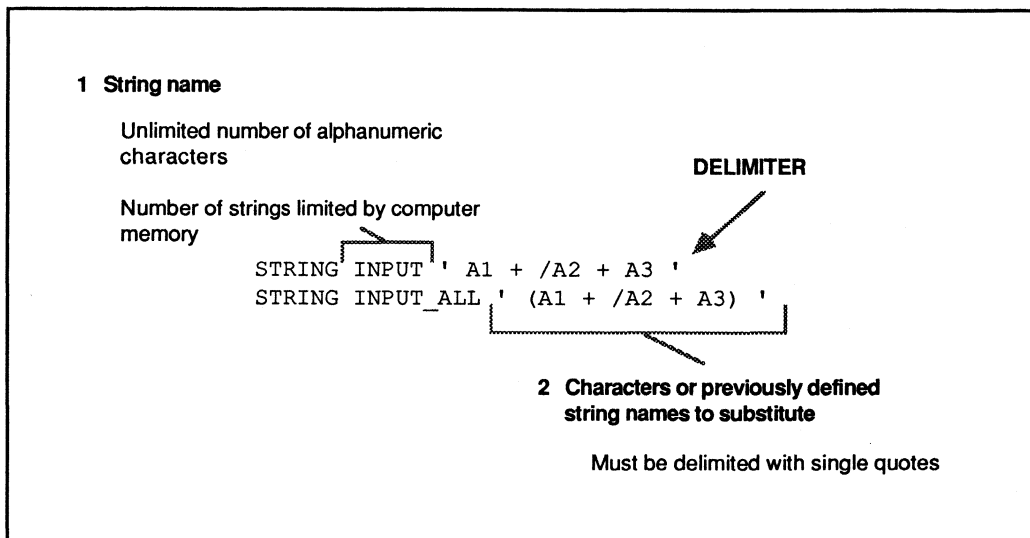 1 String name
Unlimited number of alphanumeric
characters
DELIMITER
Number of strings limited by computer
memory
STRING INPUT ' A1 + /A2 + A3 '
STRING INPUT_ALL ' (A1 + /A2 + A3) '
2 Characters or previously defined
string names to substitute
Must be delimited with single quotes